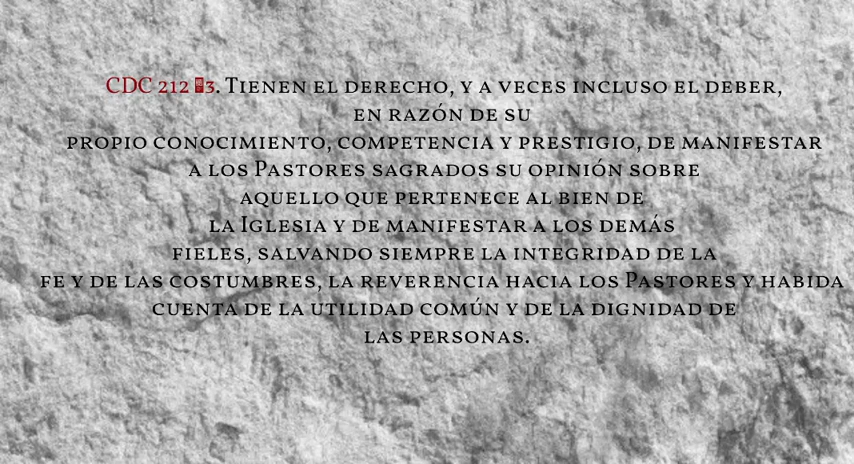 CDC 212 3. Tienen el derecho, y a veces incluso el deber,
en razón de su
propio conocimiento, competencia y prestigio, de manifestar
a los Pastores sagrados su opinión sobre
aquello que pertenece al bien de
la Iglesia y de manifestar a los demás
fieles, salvando siempre la integridad de la
fe y de las costumbres, la reverencia hacia los Pastores y habida
cuenta de la utilidad común y de la dignidad de
las personas.